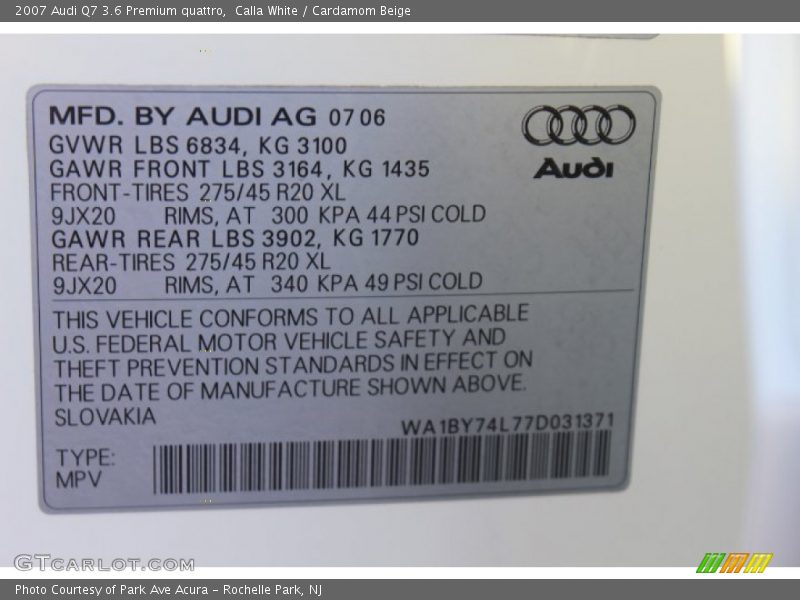 2007 Audi Q7 3.6 Premium quattro,  Calla White / Cardamom Beige
MFD. BY AUDI AG 07 06
GVWR LBS 6834, KG 3100
GAWR FRONT LBS 3164, KG 1435
FRONT-TIRES 275/45 R20 XL
9JX20 RIMS, AT 300 KPA 44 PSI COLD
GAWR REAR LBS 3902, KG 1770
REAR-TIRES 275/45 R20 XL
9JX20 RIMS, AT 340 KPA 49 PSI COLD
Audi
THIS VEHICLE CONFORMS TO ALL APPLICABLE
U.S. FEDERAL MOTOR VEHICLE SAFETY AND
THEFT PREVENTION STANDARDS IN EFFECT ON
THE DATE OF MANUFACTURE SHOWN ABOVE.
SLOVAKIA
WA1BY74L77D031371
TYPE:
MPV
GTCARLOT.COM
Photo Courtesy of Park Ave Acura - Rochelle Park, NJ